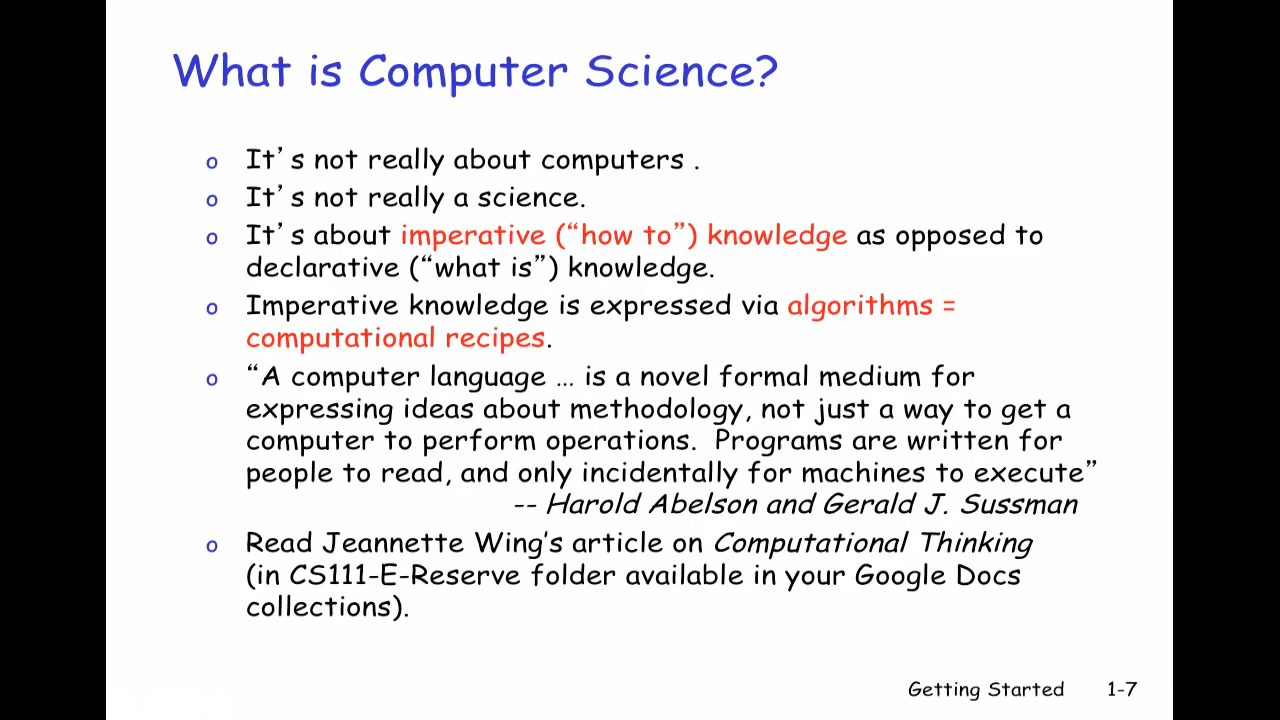 What is Computer Science?
o It’s not really about computers .
o It’s not really a science.
o It’s about imperative (“how to”) knowledge as opposed to
declarative (“what is”) knowledge.
o Imperative knowledge is expressed via algorithms =
computational recipes.
o “A computer language … is a novel formal medium for
expressing ideas about methodology, not just a way to get a
computer to perform operations. Programs are written for
people to read, and only incidentally for machines to execute”
-- Harold Abelson and Gerald J. Sussman
o Read Jeannette Wing’s article on Computational Thinking
(in CS111-E-Reserve folder available in your Google Docs
collections).
Getting Started 1-7